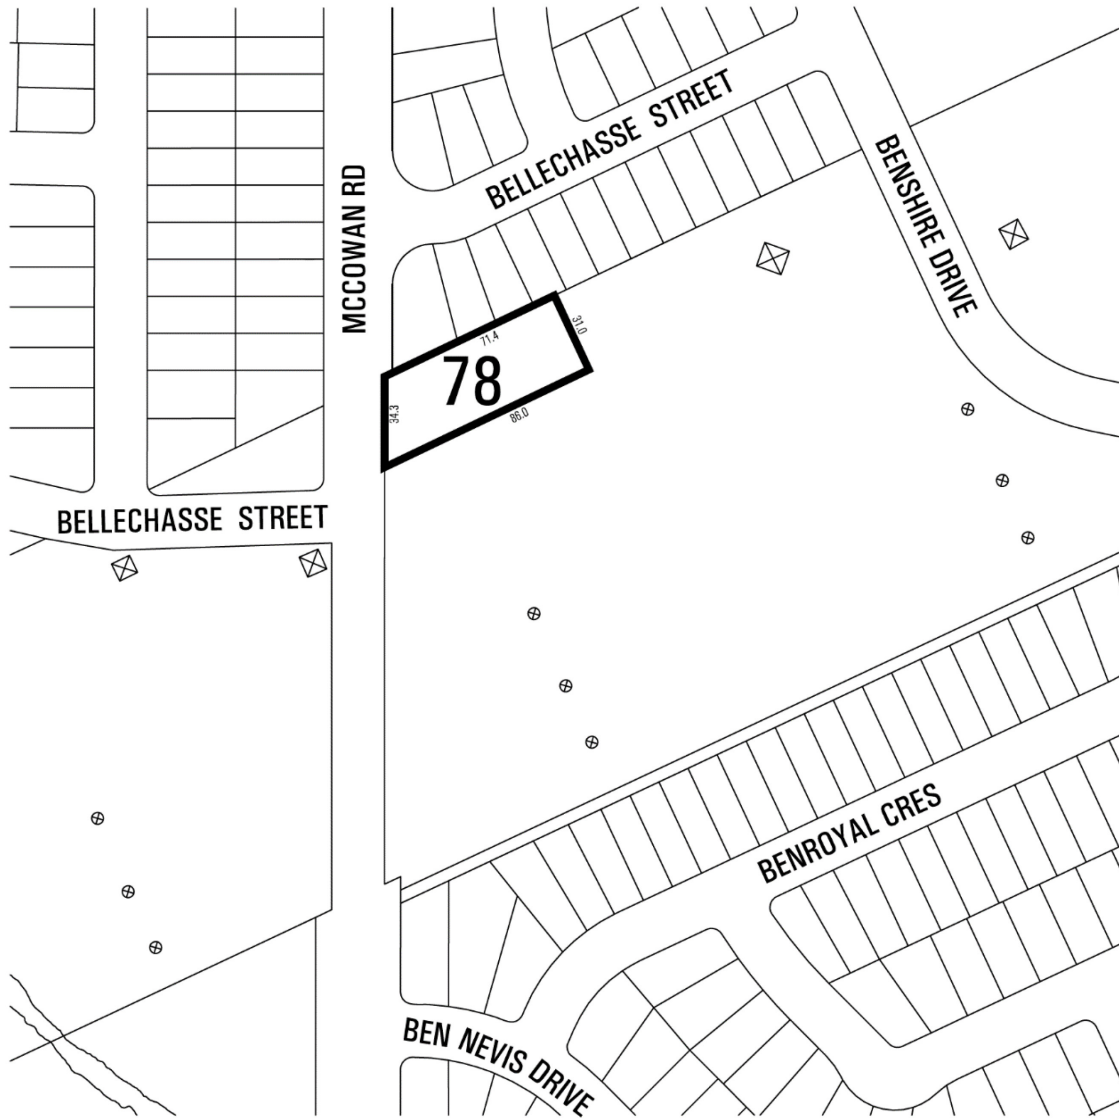 BELLECHASSE STREET
BENSHIRE DRIVE
MCCOWAN RD
31.0
71.4
78
34.3
86.0
BELLECHASSE STREET
BENROYAL CRES
BEN NEVIS DRIVE